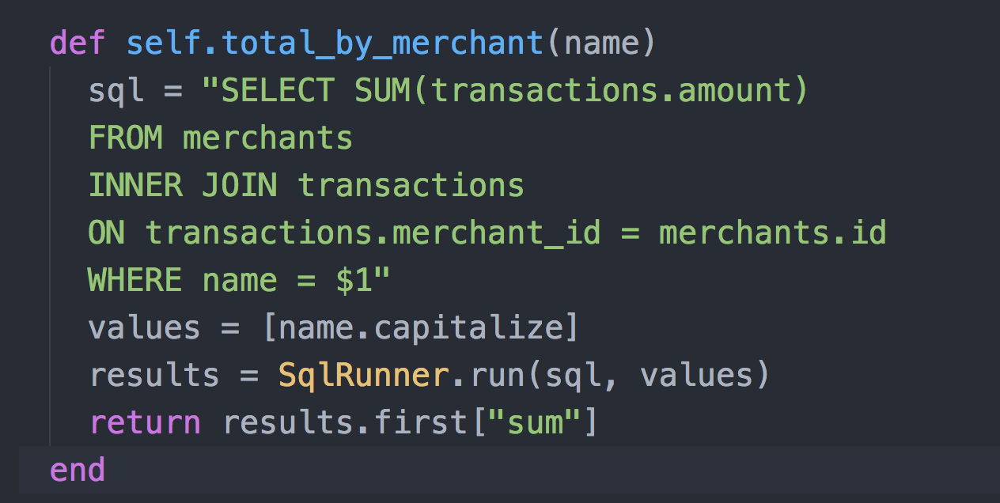 def self.total_by_merchant(name)
sql = "SELECT SUM(transactions.amount)
FROM merchants
INNER JOIN transactions
ON transactions.merchant_id = merchants.id
WHERE name = $1"
values = [name.capitalize]
results = SqlRunner.run(sql, values)
return results.first["sum"]
end